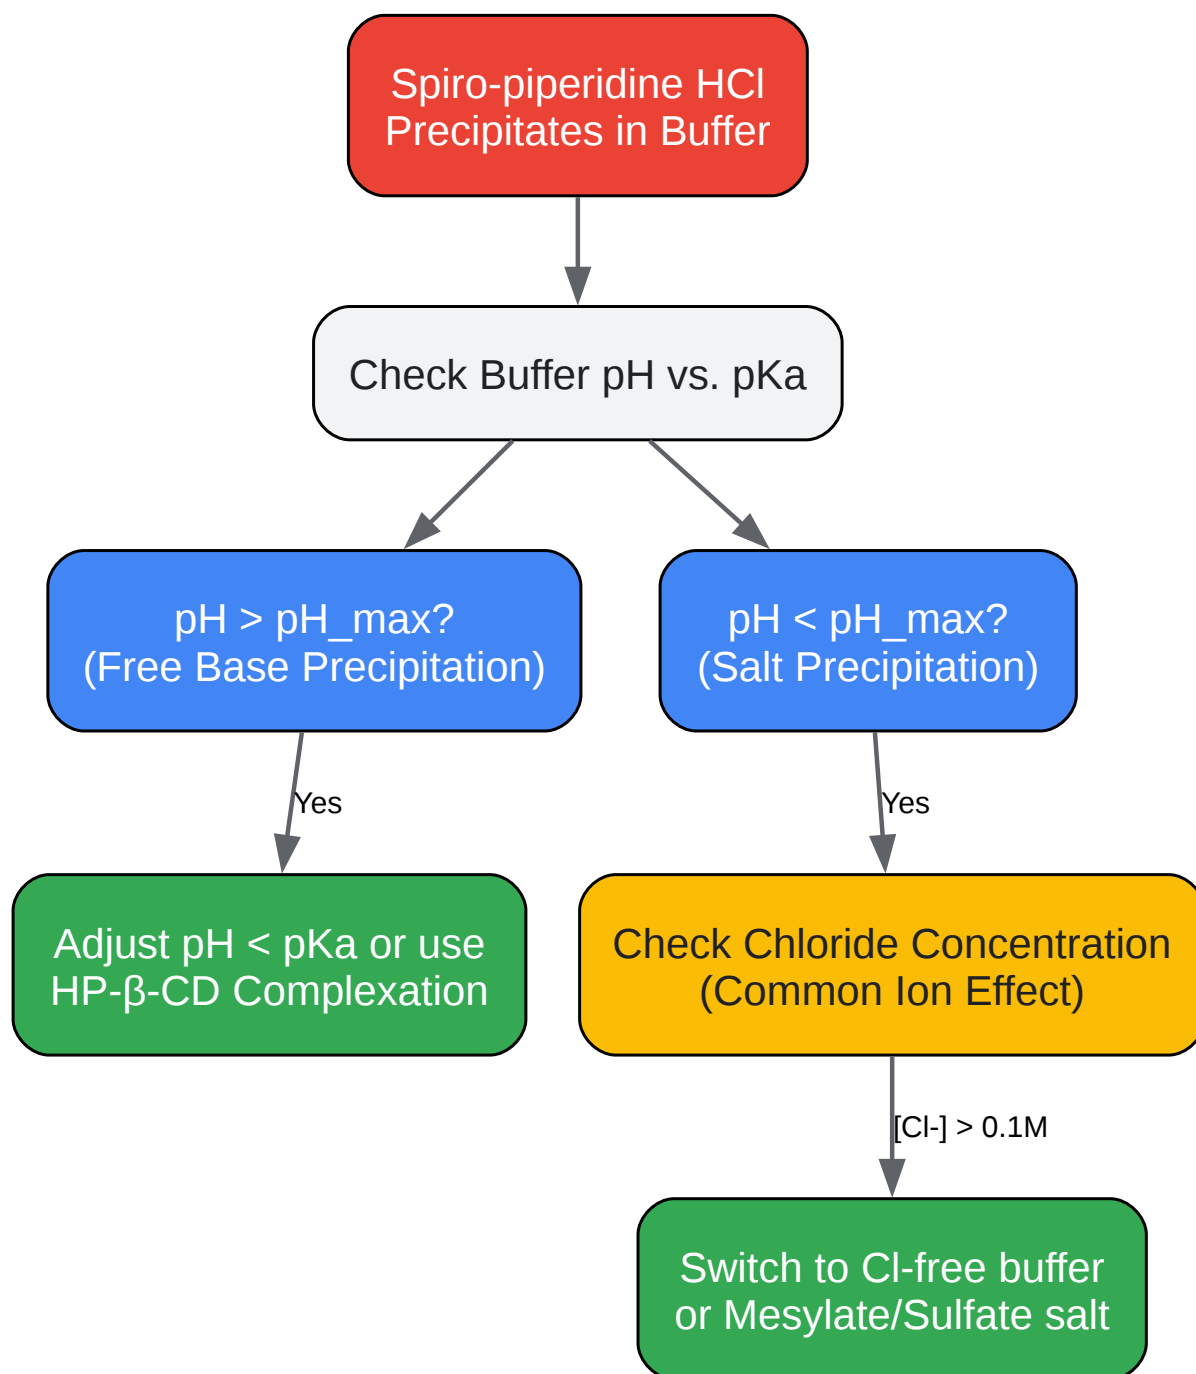 Spiro-piperidine HCl
Precipitates in Buffer
Check Buffer pH vs. pKa
pH > pH_max?
(Free Base Precipitation)
pH < pH_max?
(Salt Precipitation)
Yes
Yes
Adjust pH < pKa or use
HP-β-CD Complexation
Check Chloride Concentration
(Common Ion Effect)
[Cl-] > 0.1M
Switch to Cl-free buffer
or Mesylate/Sulfate salt